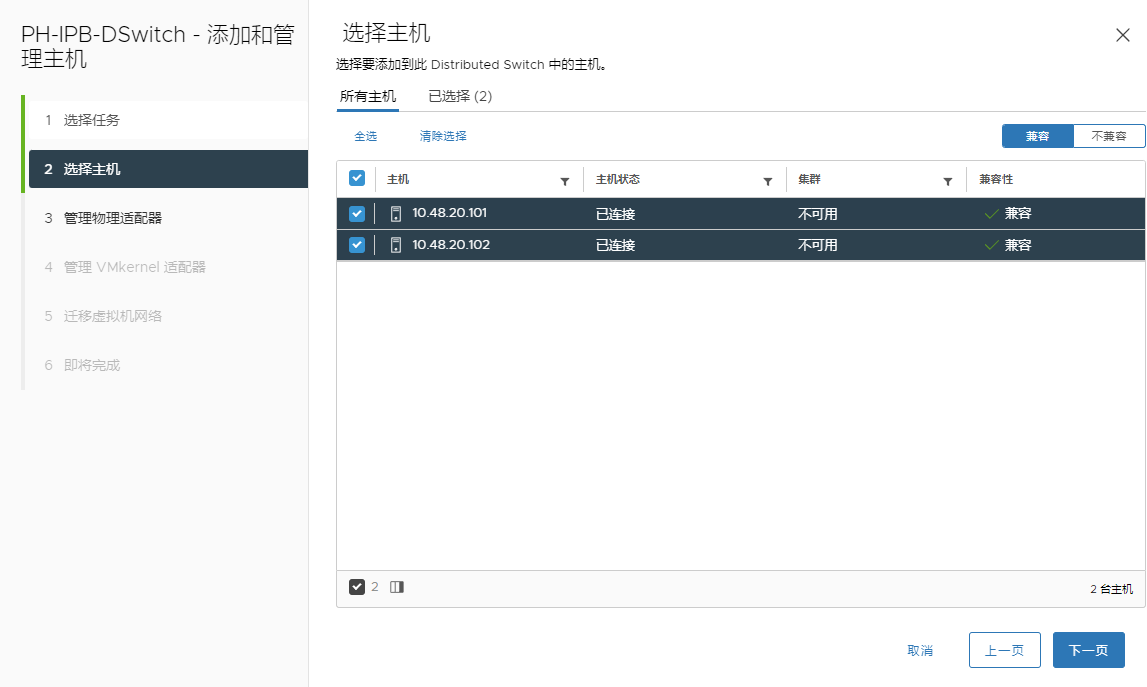 PH-IPB-DSwitch - 添加和管
理主机
1 选择任务
2 选择主机
3 管理物理适配器
4 管理 VMkernel 适配器
5 迁移虚拟机网络
6 即将完成
选择主机
选择要添加到此 Distributed Switch 中的主机。
所有主机 已选择 (2)
全选 清除选择 兼容 不兼容
主机 主机状态 集群 兼容性
10.48.20.101 已连接 不可用 兼容
10.48.20.102 已连接 不可用 兼容
2 2 台主机
取消 上一页 下一页